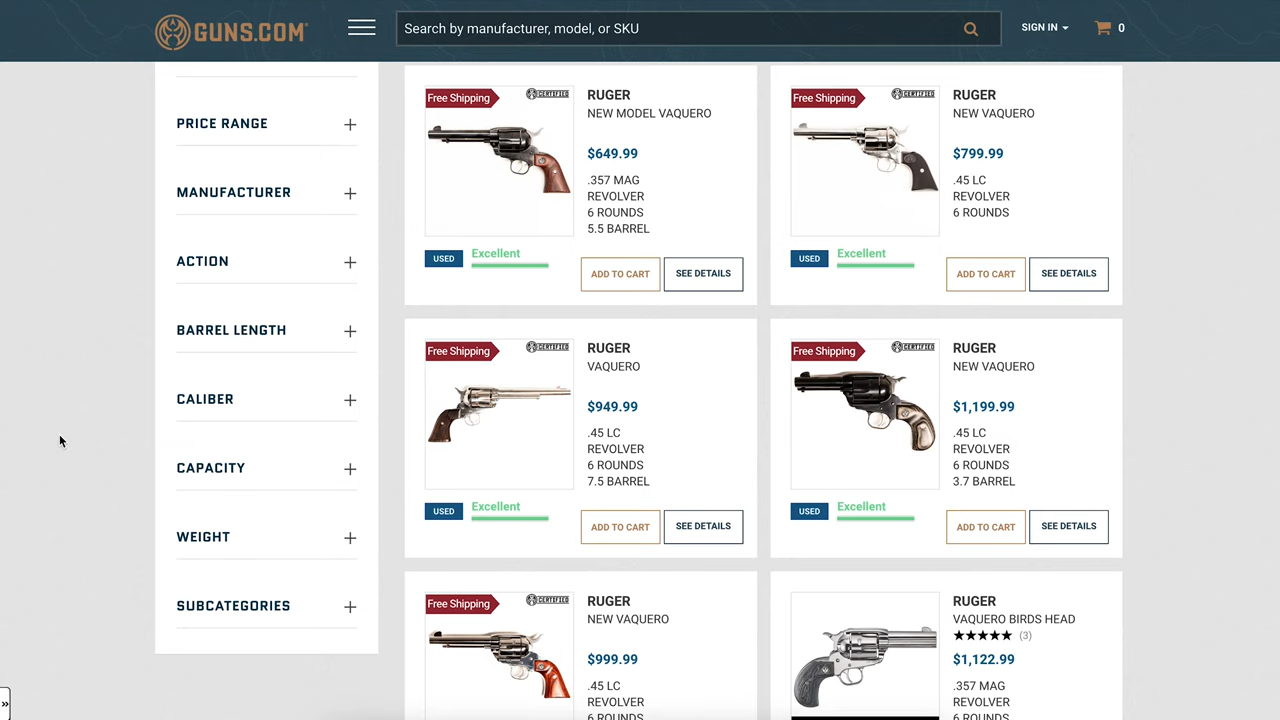 GUNS.COM
Search by manufacturer, model, or SKU
SIGN IN
0
PRICE RANGE
MANUFACTURER
ACTION
BARREL LENGTH
CALIBER
CAPACITY
WEIGHT
SUBCATEGORIES
Free Shipping
CERTIFIED
RUGER
NEW MODEL VAQUERO
$649.99
.357 MAG
REVOLVER
6 ROUNDS
5.5 BARREL
USED
Excellent
ADD TO CART
SEE DETAILS
Free Shipping
CERTIFIED
RUGER
NEW VAQUERO
$799.99
.45 LC
REVOLVER
6 ROUNDS
USED
Excellent
ADD TO CART
SEE DETAILS
Free Shipping
CERTIFIED
RUGER
VAQUERO
$949.99
.45 LC
REVOLVER
6 ROUNDS
7.5 BARREL
USED
Excellent
ADD TO CART
SEE DETAILS
Free Shipping
CERTIFIED
RUGER
NEW VAQUERO
$1,199.99
.45 LC
REVOLVER
6 ROUNDS
3.7 BARREL
USED
Excellent
ADD TO CART
SEE DETAILS
Free Shipping
CERTIFIED
RUGER
NEW VAQUERO
$999.99
.45 LC
REVOLVER
6 ROUNDS
RUGER
VAQUERO BIRDS HEAD
★★★★★ (3)
$1,122.99
.357 MAG
REVOLVER
6 ROUNDS
»